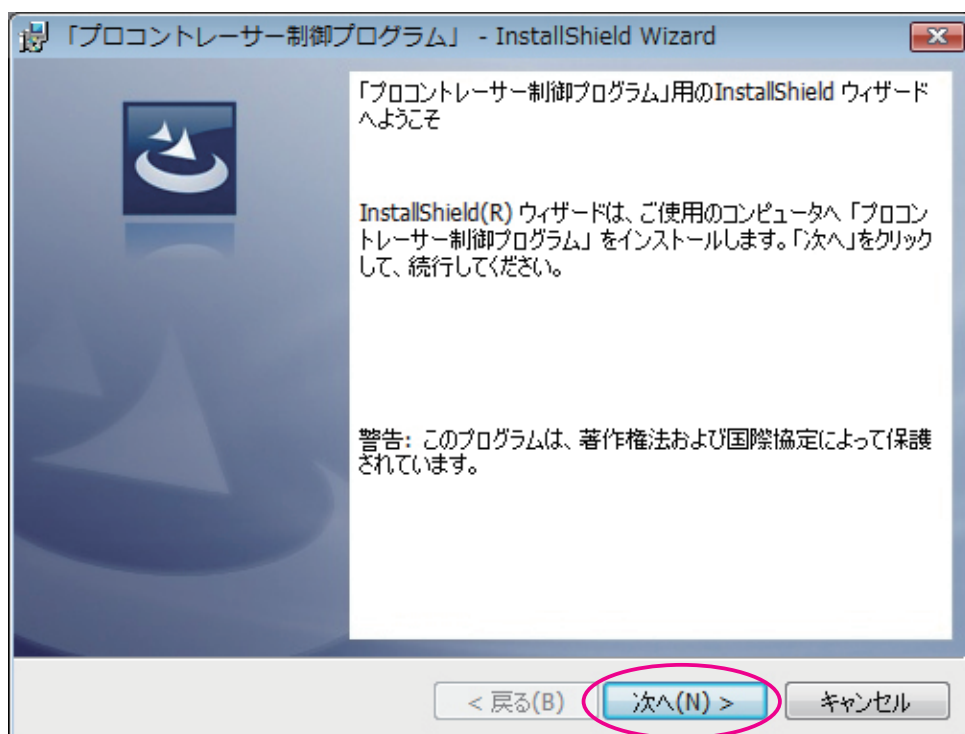 「プロコントレーサー制御プログラム」 - InstallShield Wizard
「プロコントレーサー制御プログラム」用のInstallShield ウィザード
へようこそ
InstallShield(R) ウィザードは、ご使用のコンピュータへ 「プロコン
トレーサー制御プログラム」 をインストールします。「次へ」をクリック
して、続行してください。
警告: このプログラムは、著作権法および国際協定によって保護
されています。
< 戻る(B) 次へ(N) > キャンセル